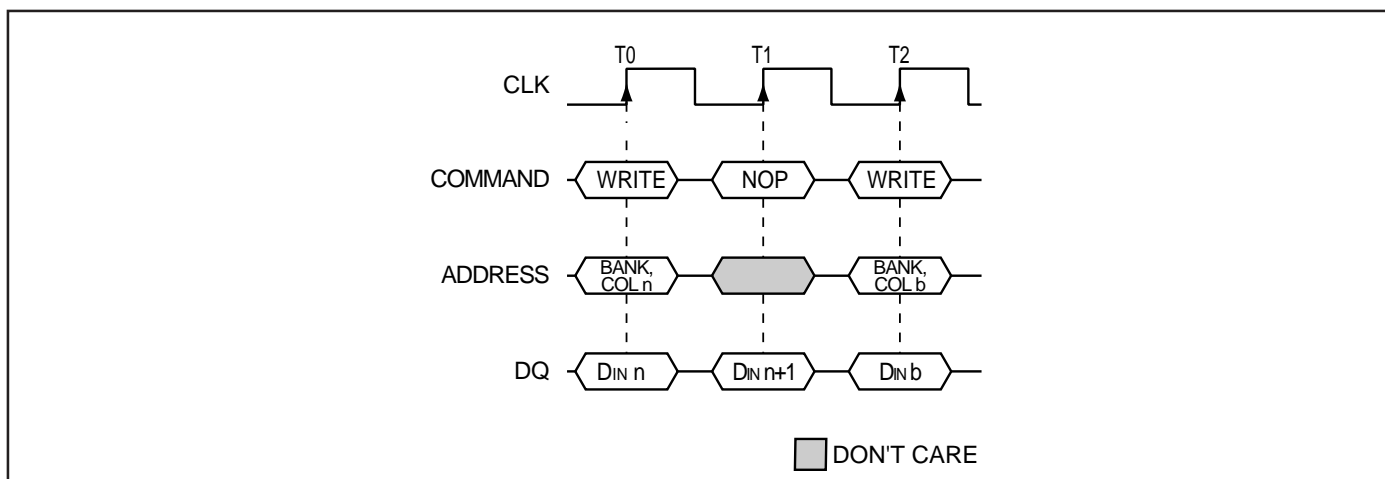 T0 T1 T2
CLK
COMMAND WRITE NOP WRITE
ADDRESS BANK, COL n BANK, COL b
DQ DIN n DIN n+1 DIN b
DON'T CARE